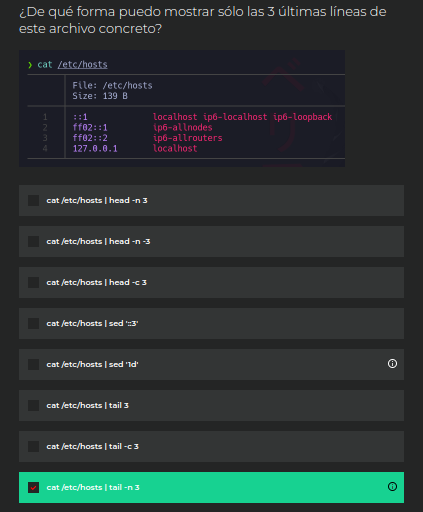 ¿De qué forma puedo mostrar sólo las 3 últimas líneas de
este archivo concreto?
❯ cat /etc/hosts
File: /etc/hosts
Size: 139 B
1 ::1 localhost ip6-localhost ip6-loopback
2 ff02::1 ip6-allnodes
3 ff02::2 ip6-allrouters
4 127.0.0.1 localhost
cat /etc/hosts | head -n 3
cat /etc/hosts | head -n -3
cat /etc/hosts | head -c 3
cat /etc/hosts | sed '::3'
cat /etc/hosts | sed '1d'
cat /etc/hosts | tail 3
cat /etc/hosts | tail -c 3
cat /etc/hosts | tail -n 3